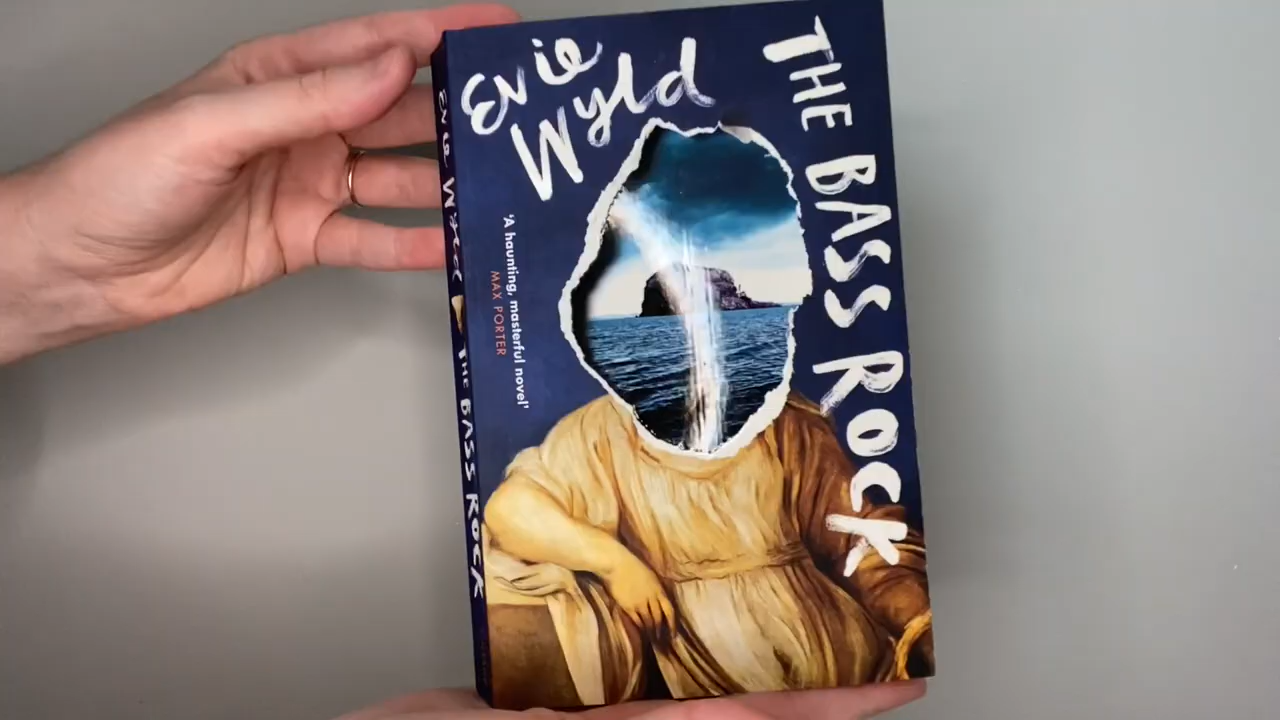 Evie
Wyld
THE BASS ROCK
'A haunting, masterful novel'
MAX PORTER
Evie Wyld THE BASS ROCK